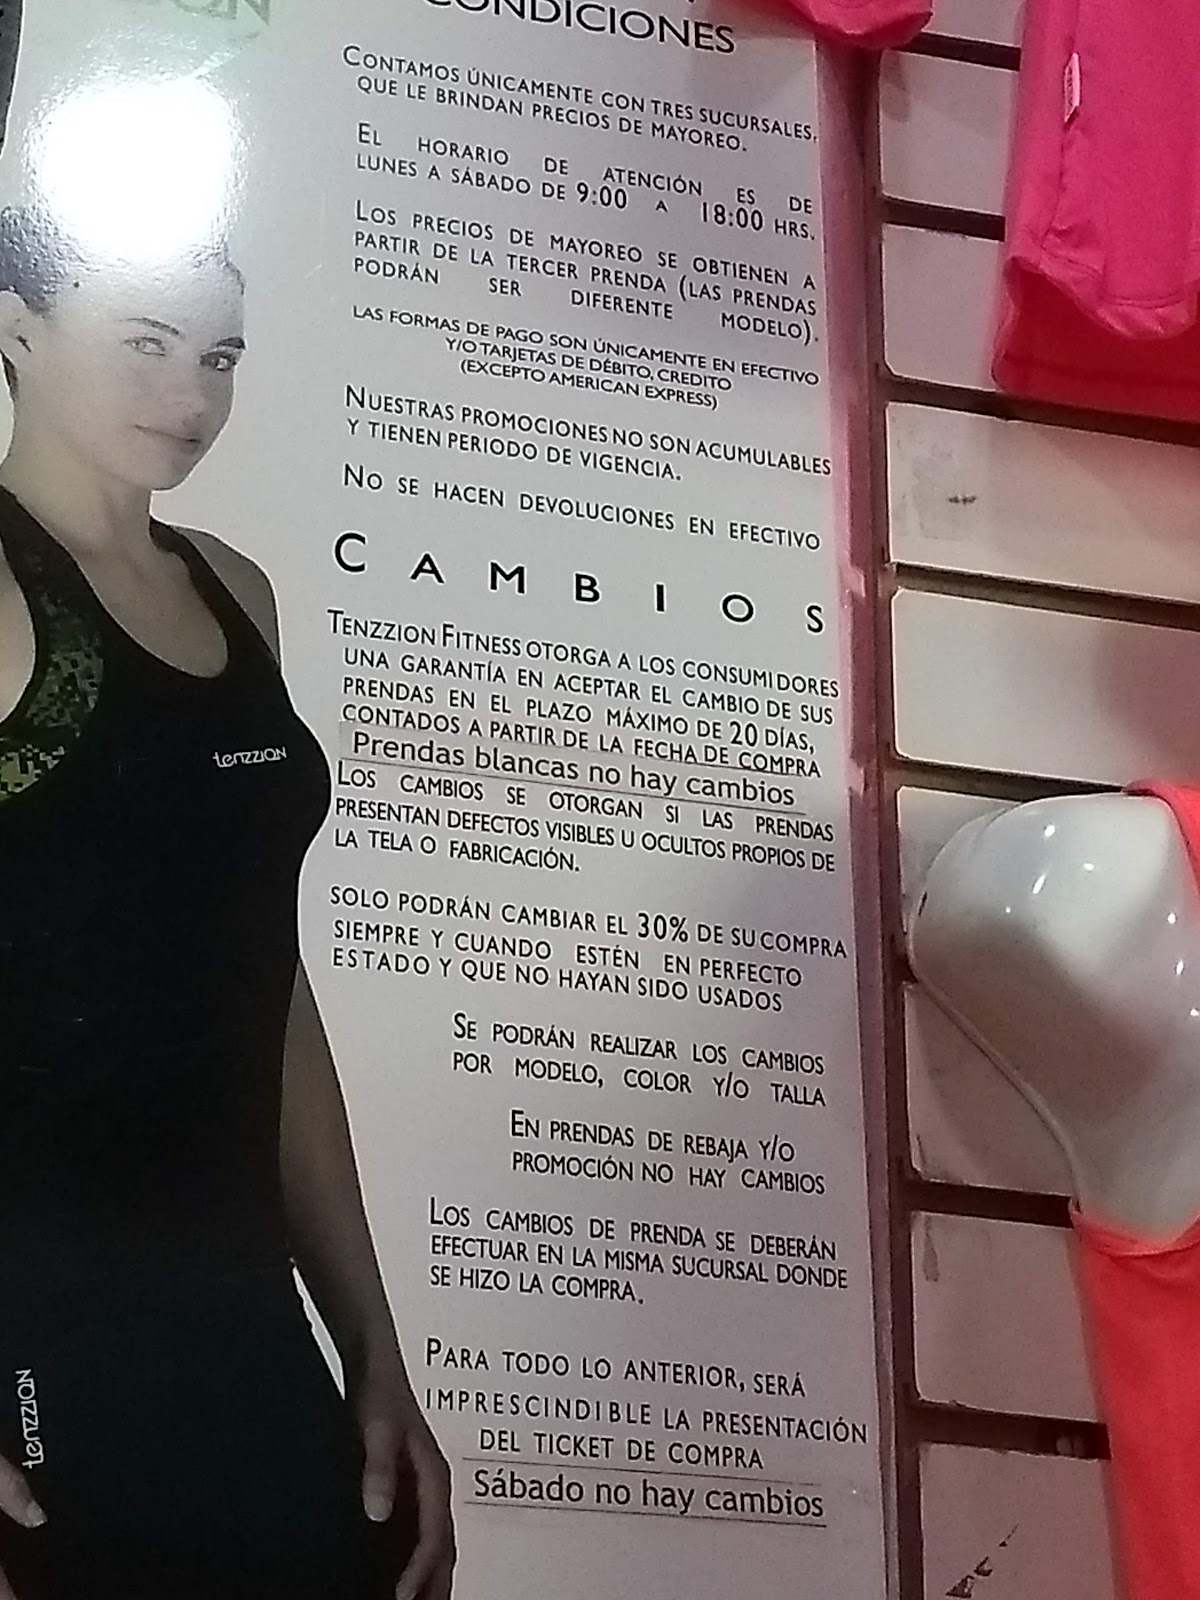 CONDICIONES
CONTAMOS ÚNICAMENTE CON TRES SUCURSALES,
QUE LE BRINDAN PRECIOS DE MAYOREO.
EL HORARIO DE ATENCIÓN ES DE
LUNES A SÁBADO DE 9:00 A 18:00 HRS.
LOS PRECIOS DE MAYOREO SE OBTIENEN A
PARTIR DE LA TERCER PRENDA (LAS PRENDAS
PODRÁN SER DIFERENTE MODELO).
LAS FORMAS DE PAGO SON ÚNICAMENTE EN EFECTIVO
Y/O TARJETAS DE DÉBITO, CREDITO
(EXCEPTO AMERICAN EXPRESS)
NUESTRAS PROMOCIONES NO SON ACUMULABLES
Y TIENEN PERIODO DE VIGENCIA.
NO SE HACEN DEVOLUCIONES EN EFECTIVO
CAMBIOS
TENZZION FITNESS OTORGA A LOS CONSUMIDORES
UNA GARANTÍA EN ACEPTAR EL CAMBIO DE SUS
PRENDAS EN EL PLAZO MÁXIMO DE 20 DÍAS,
CONTADOS A PARTIR DE LA FECHA DE COMPRA
Prendas blancas no hay cambios
LOS CAMBIOS SE OTORGAN SI LAS PRENDAS
PRESENTAN DEFECTOS VISIBLES U OCULTOS PROPIOS DE
LA TELA O FABRICACIÓN.
SOLO PODRÁN CAMBIAR EL 30% DE SU COMPRA
SIEMPRE Y CUANDO ESTÉN EN PERFECTO
ESTADO Y QUE NO HAYAN SIDO USADOS
SE PODRÁN REALIZAR LOS CAMBIOS
POR MODELO, COLOR Y/O TALLA
EN PRENDAS DE REBAJA Y/O
PROMOCIÓN NO HAY CAMBIOS
LOS CAMBIOS DE PRENDA SE DEBERÁN
EFECTUAR EN LA MISMA SUCURSAL DONDE
SE HIZO LA COMPRA.
PARA TODO LO ANTERIOR, SERÁ
IMPRESCINDIBLE LA PRESENTACIÓN
DEL TICKET DE COMPRA
Sábado no hay cambios
tenzzion
tenzzion